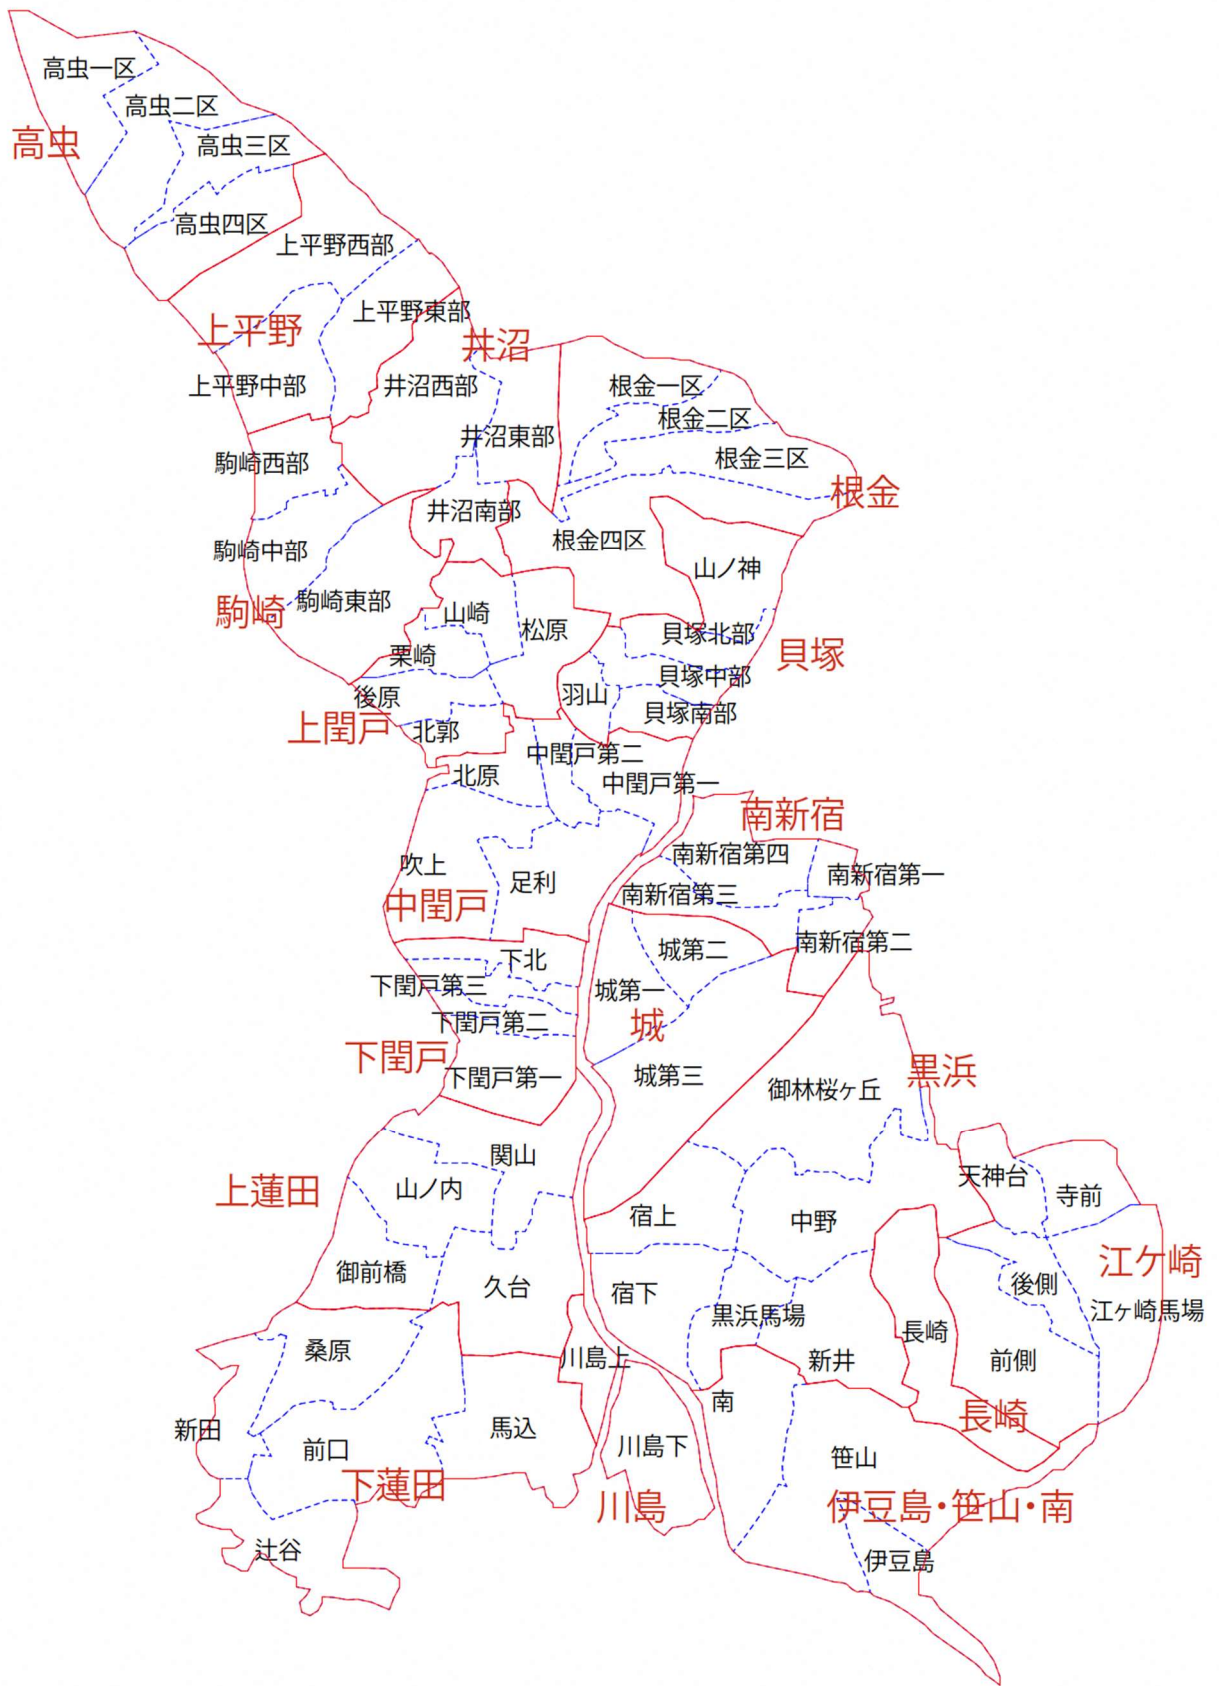 高虫一区
高虫二区
高虫
高虫三区
高虫四区
上平野西部
上平野東部
上平野
井沼
上平野中部
井沼西部
根金一区
根金二区
井沼東部
駒崎西部
根金三区
根金
井沼南部
根金四区
駒崎中部
山ノ神
駒崎東部
駒崎
山崎
松原
貝塚北部
栗崎
貝塚
貝塚中部
後原
羽山
貝塚南部
上閏戸
北郭
中閏戸第二
北原
中閏戸第一
南新宿
南新宿第四
吹上
足利
南新宿第一
南新宿第三
中閏戸
城第二
南新宿第二
下北
下閏戸第三
城第一
下閏戸第二
城
下閏戸
下閏戸第一
城第三
御林桜ヶ丘
黒浜
関山
上蓮田
山ノ内
天神台
寺前
宿上
中野
御前橋
久台
宿下
後側
江ケ崎
江ヶ崎馬場
黒浜馬場
桑原
川島上
新井
長崎
前側
南
長崎
新田
前口
馬込
川島下
笹山
下蓮田
川島
伊豆島・笹山・南
辻谷
伊豆島